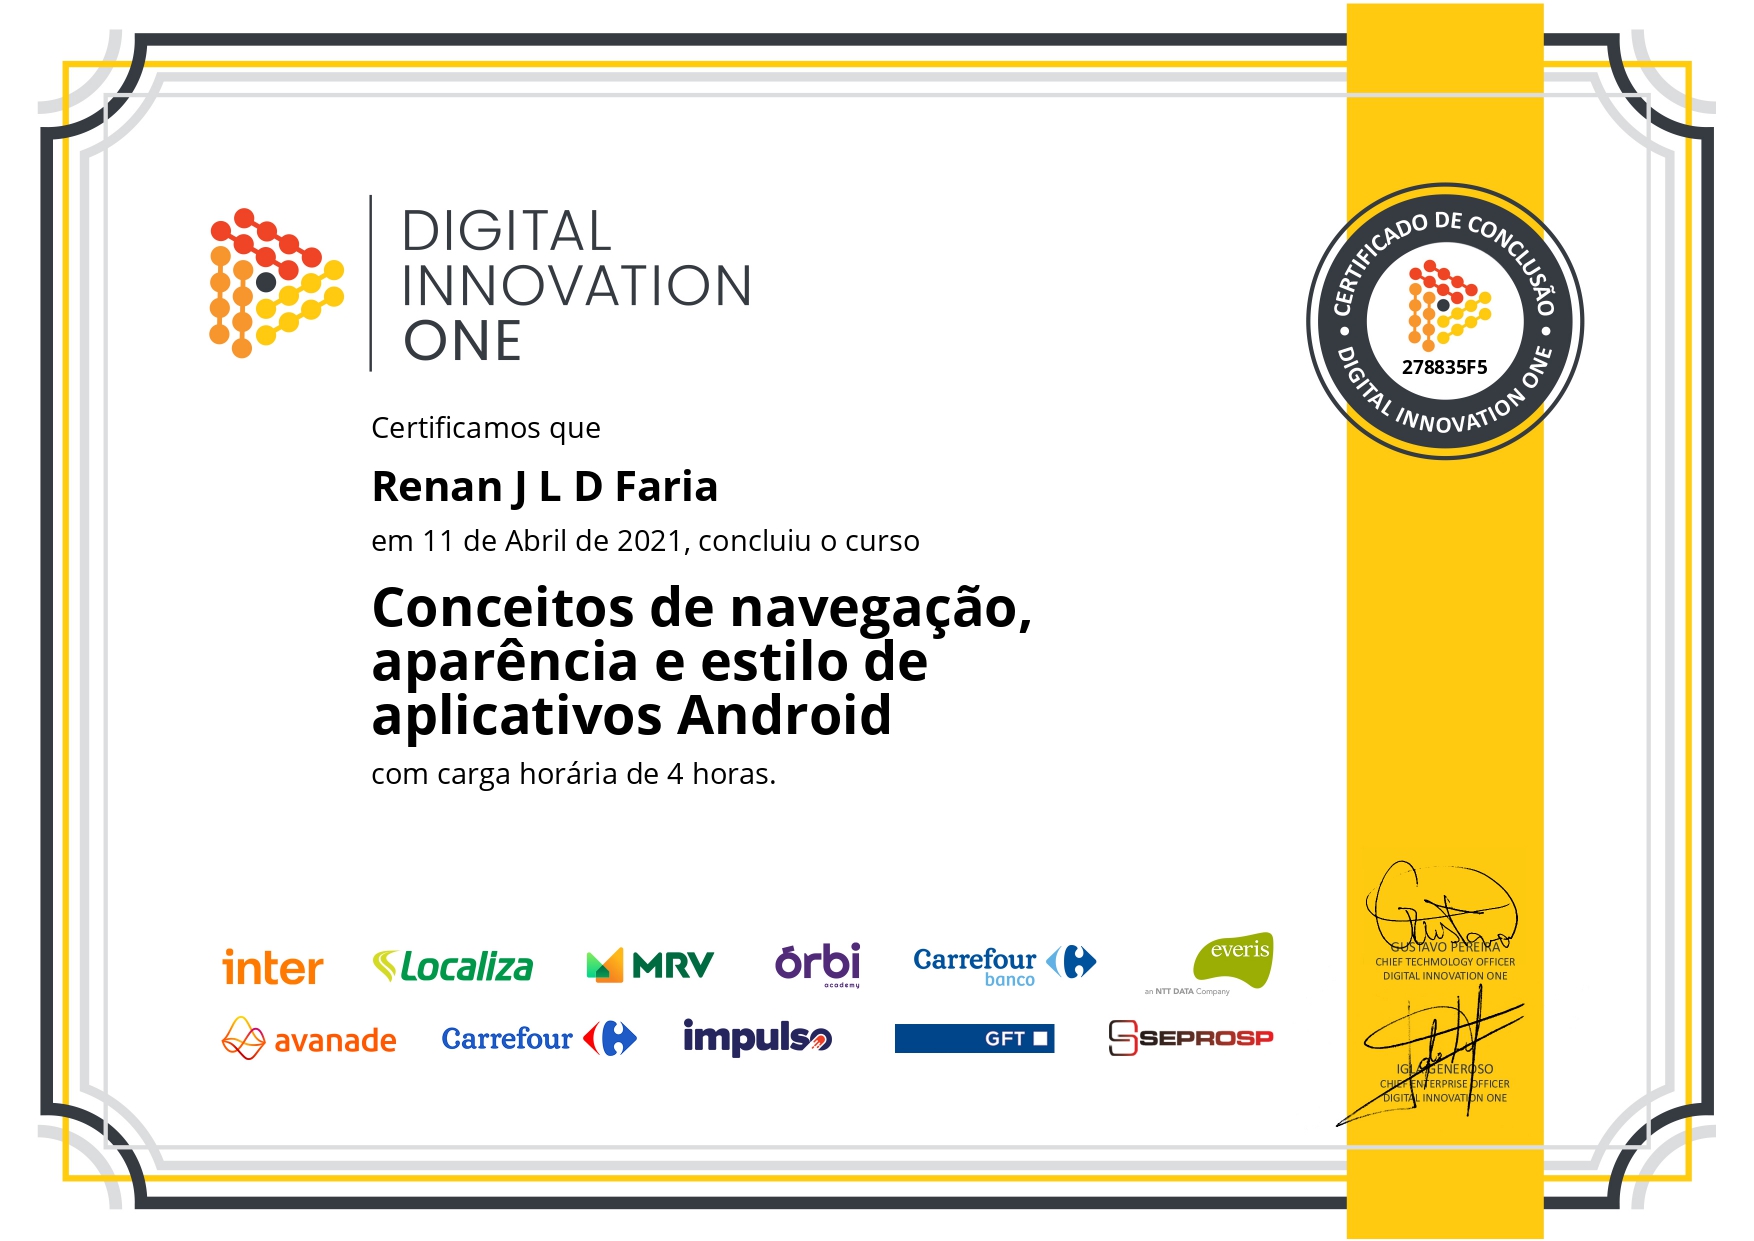 DIGITAL
INNOVATION
ONE
CERTIFICADO DE CONCLUSÃO
278835F5
• DIGITAL INNOVATION ONE •
Certificamos que
Renan J L D Faria
em 11 de Abril de 2021, concluiu o curso
Conceitos de navegação,
aparência e estilo de
aplicativos Android
com carga horária de 4 horas.
inter
Localiza
MRV
órbi
academy
Carrefour
banco
everis
an NTT DATA Company
avanade
Carrefour
impulso
GFT
SEPROSP
GUSTAVO PEREIRA
CHIEF TECHNOLOGY OFFICER
DIGITAL INNOVATION ONE
IGLÁ GENEROSO
CHIEF ENTERPRISE OFFICER
DIGITAL INNOVATION ONE